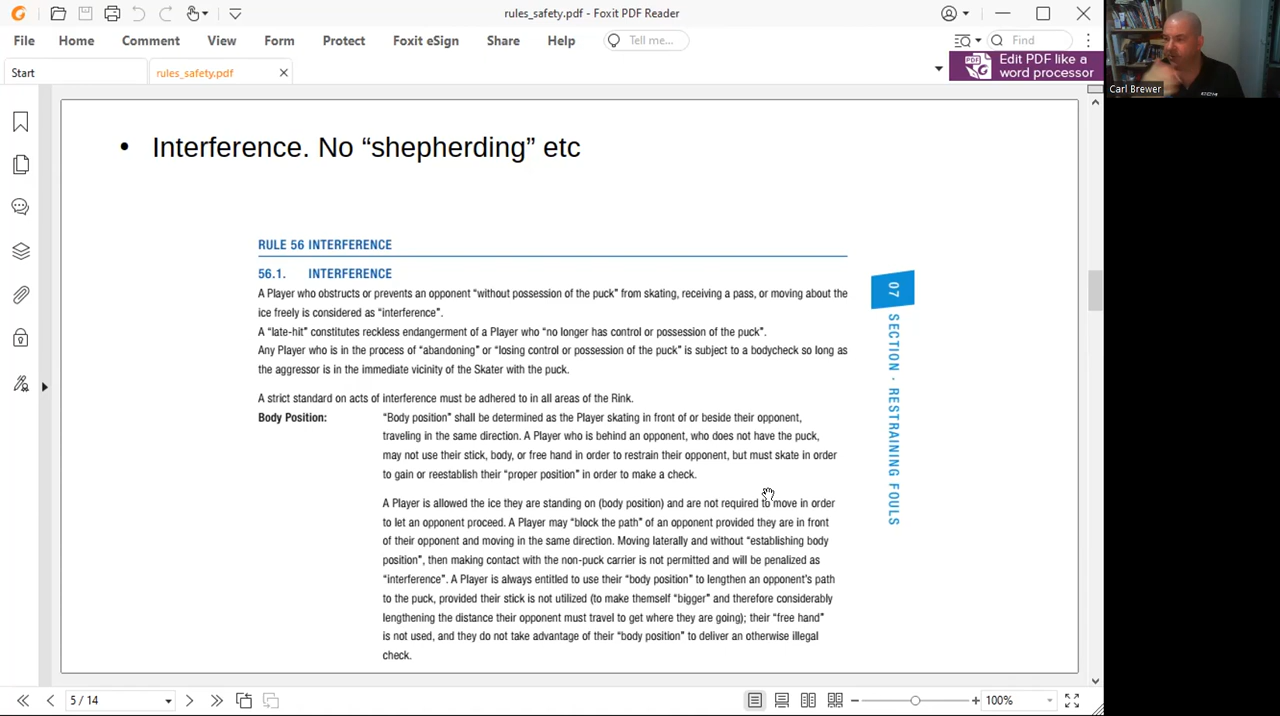 rules_safety.pdf - Foxit PDF Reader
File Home Comment View Form Protect Foxit eSign Share Help Tell me... Find
Start
rules_safety.pdf
Edit PDF like a
word processor
Carl Brewer
• Interference. No “shepherding” etc
RULE 56 INTERFERENCE
56.1. INTERFERENCE
A Player who obstructs or prevents an opponent “without possession of the puck” from skating, receiving a pass, or moving about the
ice freely is considered as “interference”.
A “late-hit” constitutes reckless endangerment of a Player who “no longer has control or possession of the puck”.
Any Player who is in the process of “abandoning” or “losing control or possession of the puck” is subject to a bodycheck so long as
the aggressor is in the immediate vicinity of the Skater with the puck.
A strict standard on acts of interference must be adhered to in all areas of the Rink.
Body Position: “Body position” shall be determined as the Player skating in front of or beside their opponent,
traveling in the same direction. A Player who is behind an opponent, who does not have the puck,
may not use their stick, body, or free hand in order to restrain their opponent, but must skate in order
to gain or reestablish their “proper position” in order to make a check.
A Player is allowed the ice they are standing on (body position) and are not required to move in order
to let an opponent proceed. A Player may “block the path” of an opponent provided they are in front
of their opponent and moving in the same direction. Moving laterally and without “establishing body
position”, then making contact with the non-puck carrier is not permitted and will be penalized as
“interference”. A Player is always entitled to use their “body position” to lengthen an opponent’s path
to the puck, provided their stick is not utilized (to make themself “bigger” and therefore considerably
lengthening the distance their opponent must travel to get where they are going); their “free hand”
is not used, and they do not take advantage of their “body position” to deliver an otherwise illegal
check.
07 SECTION · RESTRAINING FOULS
5 / 14
100%